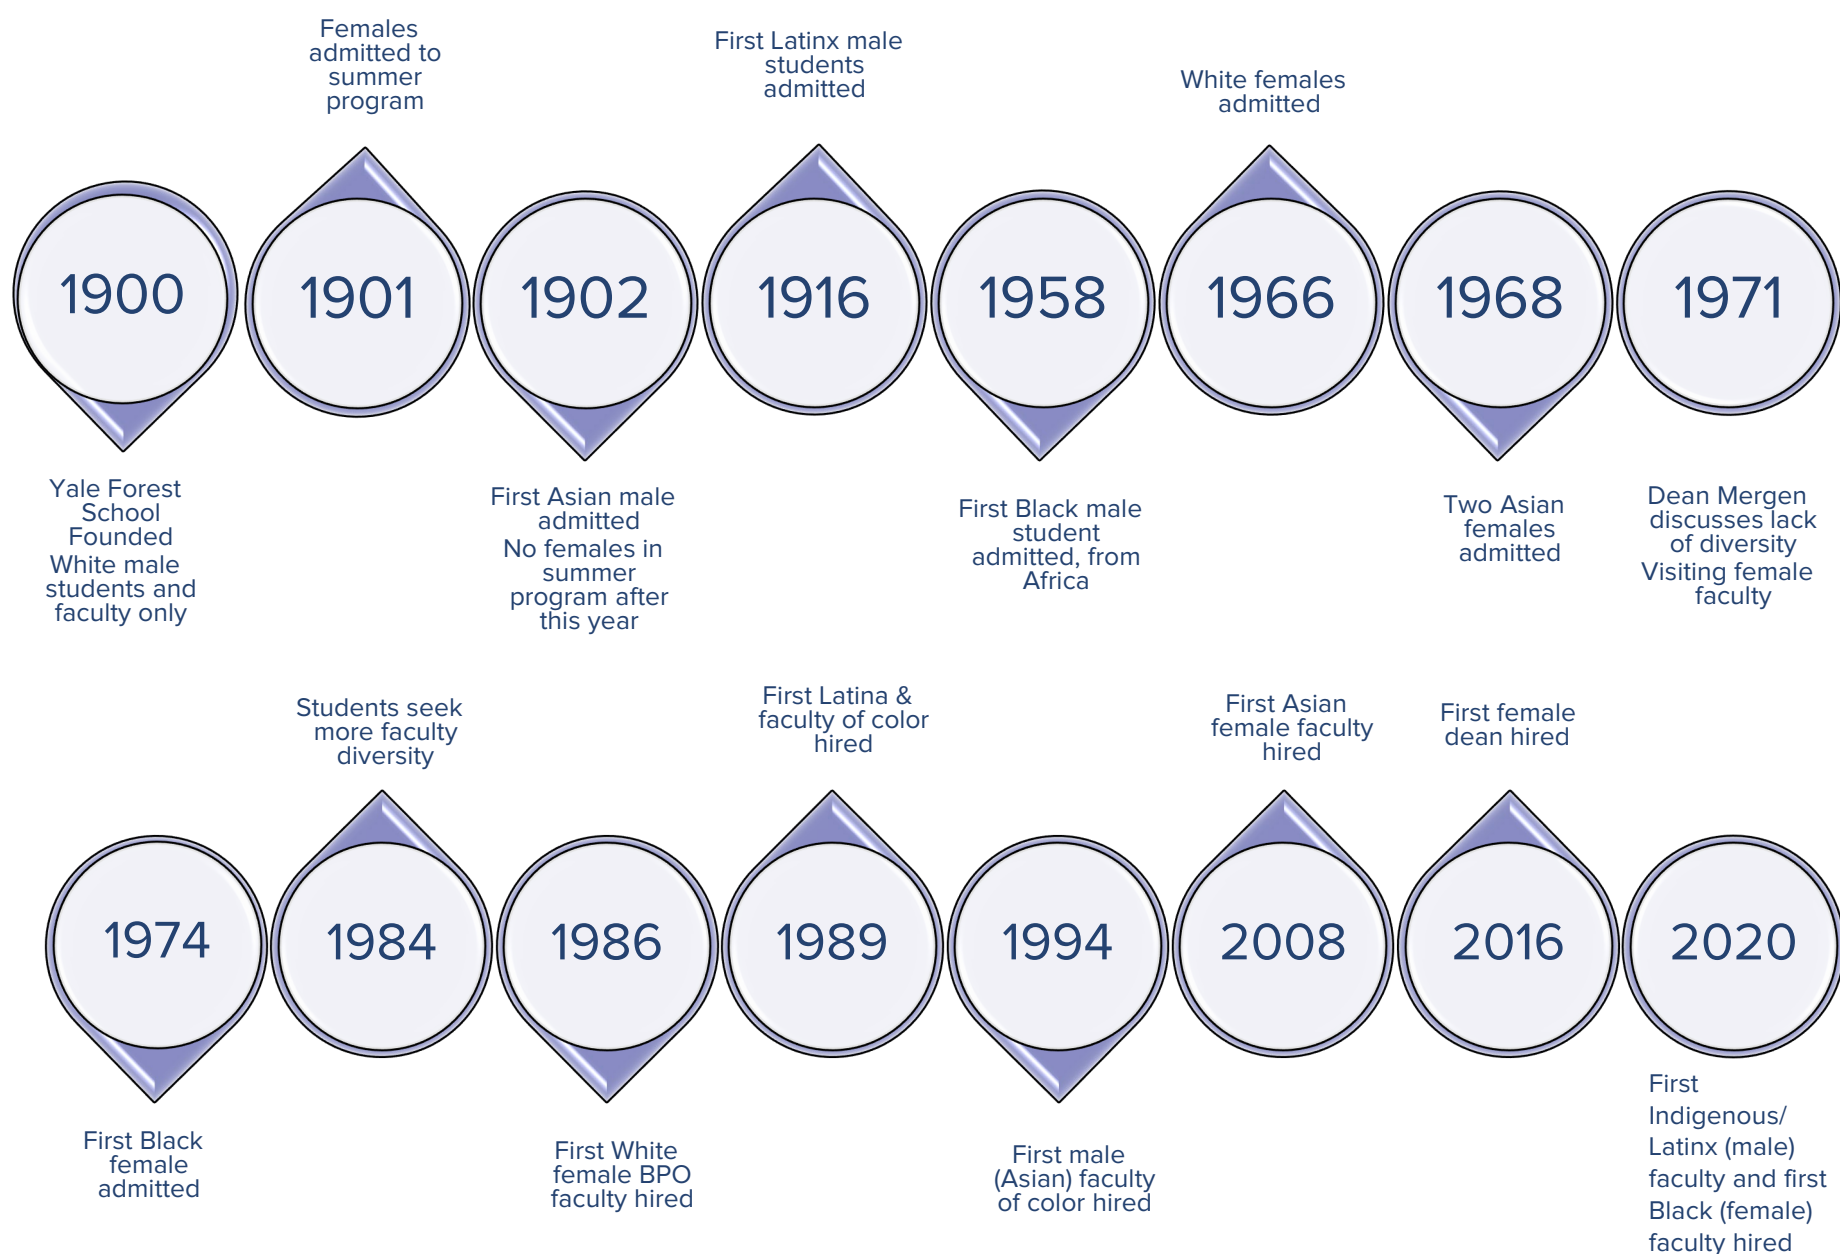 Females
admitted to
summer
program
First Latinx male
students
admitted
White females
admitted
1900
1901
1902
1916
1958
1966
1968
1971
Yale Forest
School
Founded
White male
students and
faculty only
First Asian male
admitted
No females in
summer
program after
this year
First Black male
student
admitted, from
Africa
Two Asian
females
admitted
Dean Mergen
discusses lack
of diversity
Visiting female
faculty
Students seek
more faculty
diversity
First Latina &
faculty of color
hired
First Asian
female faculty
hired
First female
dean hired
1974
1984
1986
1989
1994
2008
2016
2020
First Black
female
admitted
First White
female BPO
faculty hired
First male
(Asian) faculty
of color hired
First
Indigenous/
Latinx (male)
faculty and first
Black (female)
faculty hired